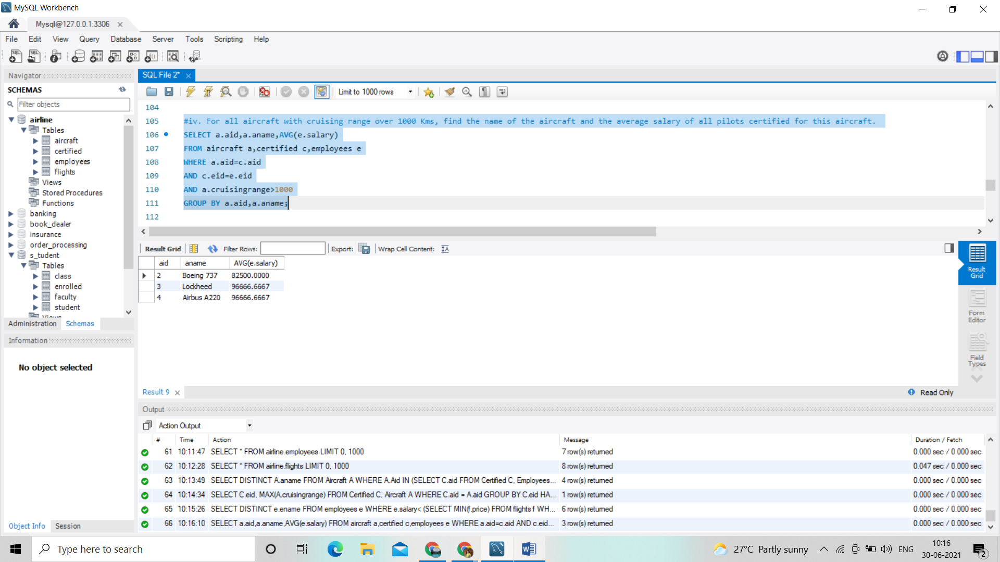 MySQL Workbench
Mysql@127.0.0.1:3306
File Edit View Query Database Server Tools Scripting Help
Navigator
SCHEMAS
Filter objects
airline
Tables
aircraft
certified
employees
flights
Views
Stored Procedures
Functions
banking
book_dealer
insurance
order_processing
s_tudent
Tables
class
enrolled
faculty
student
Views
Administration Schemas
Information
No object selected
Object Info Session
SQL File 2*
Limit to 1000 rows
104
105 #iv. For all aircraft with cruising range over 1000 Kms, find the name of the aircraft and the average salary of all pilots certified for this aircraft.
106 SELECT a.aid,a.aname,AVG(e.salary)
107 FROM aircraft a,certified c,employees e
108 WHERE a.aid=c.aid
109 AND c.eid=e.eid
110 AND a.cruisingrange>1000
111 GROUP BY a.aid,a.aname;
112
Result Grid Filter Rows: Export: Wrap Cell Content:
aid aname AVG(e.salary)
2 Boeing 737 82500.0000
3 Lockheed 96666.6667
4 Airbus A220 96666.6667
Result Grid
Form Editor
Field Types
Result 9 Read Only
Output
Action Output
# Time Action Message Duration / Fetch
61 10:11:47 SELECT * FROM airline.employees LIMIT 0, 1000 7 row(s) returned 0.000 sec / 0.000 sec
62 10:12:28 SELECT * FROM airline.flights LIMIT 0, 1000 8 row(s) returned 0.047 sec / 0.000 sec
63 10:13:49 SELECT DISTINCT A.aname FROM Aircraft A WHERE A.Aid IN (SELECT C.aid FROM Certified C, Employees... 4 row(s) returned 0.000 sec / 0.000 sec
64 10:14:34 SELECT C.eid, MAX(A.cruisingrange) FROM Certified C, Aircraft A WHERE C.aid = A.aid GROUP BY C.eid HA... 1 row(s) returned 0.000 sec / 0.000 sec
65 10:15:26 SELECT DISTINCT e.ename FROM employees e WHERE e.salary< (SELECT MIN(f.price) FROM flights f WH... 6 row(s) returned 0.000 sec / 0.000 sec
66 10:16:10 SELECT a.aid,a.aname,AVG(e.salary) FROM aircraft a,certified c,employees e WHERE a.aid=c.aid AND c.eid... 3 row(s) returned 0.000 sec / 0.000 sec
Type here to search
27°C Partly sunny
ENG
10:16
30-06-2021
2